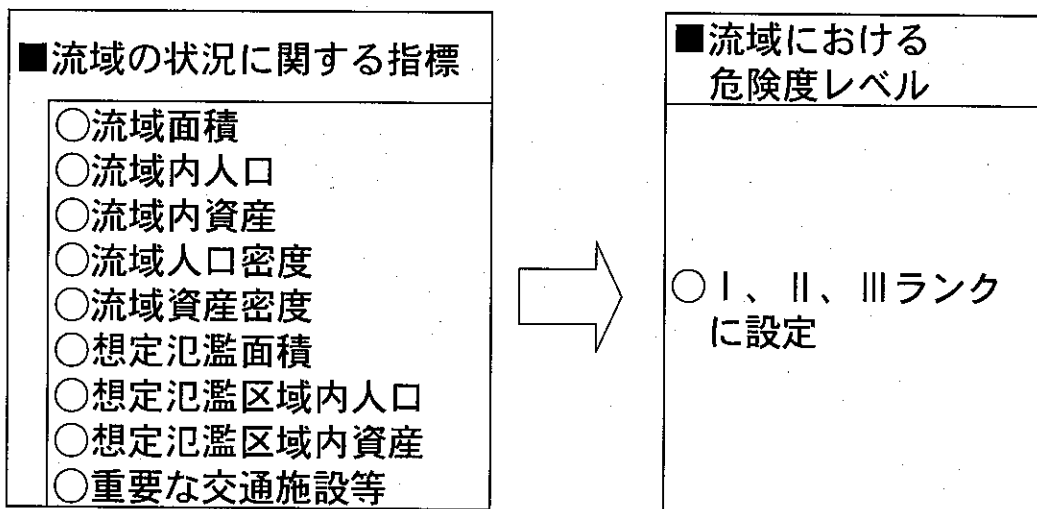 ■流域の状況に関する指標
○流域面積
○流域内人口
○流域内資産
○流域人口密度
○流域資産密度
○想定氾濫面積
○想定氾濫区域内人口
○想定氾濫区域内資産
○重要な交通施設等
■流域における
危険度レベル
○Ⅰ、Ⅱ、Ⅲランク
に設定